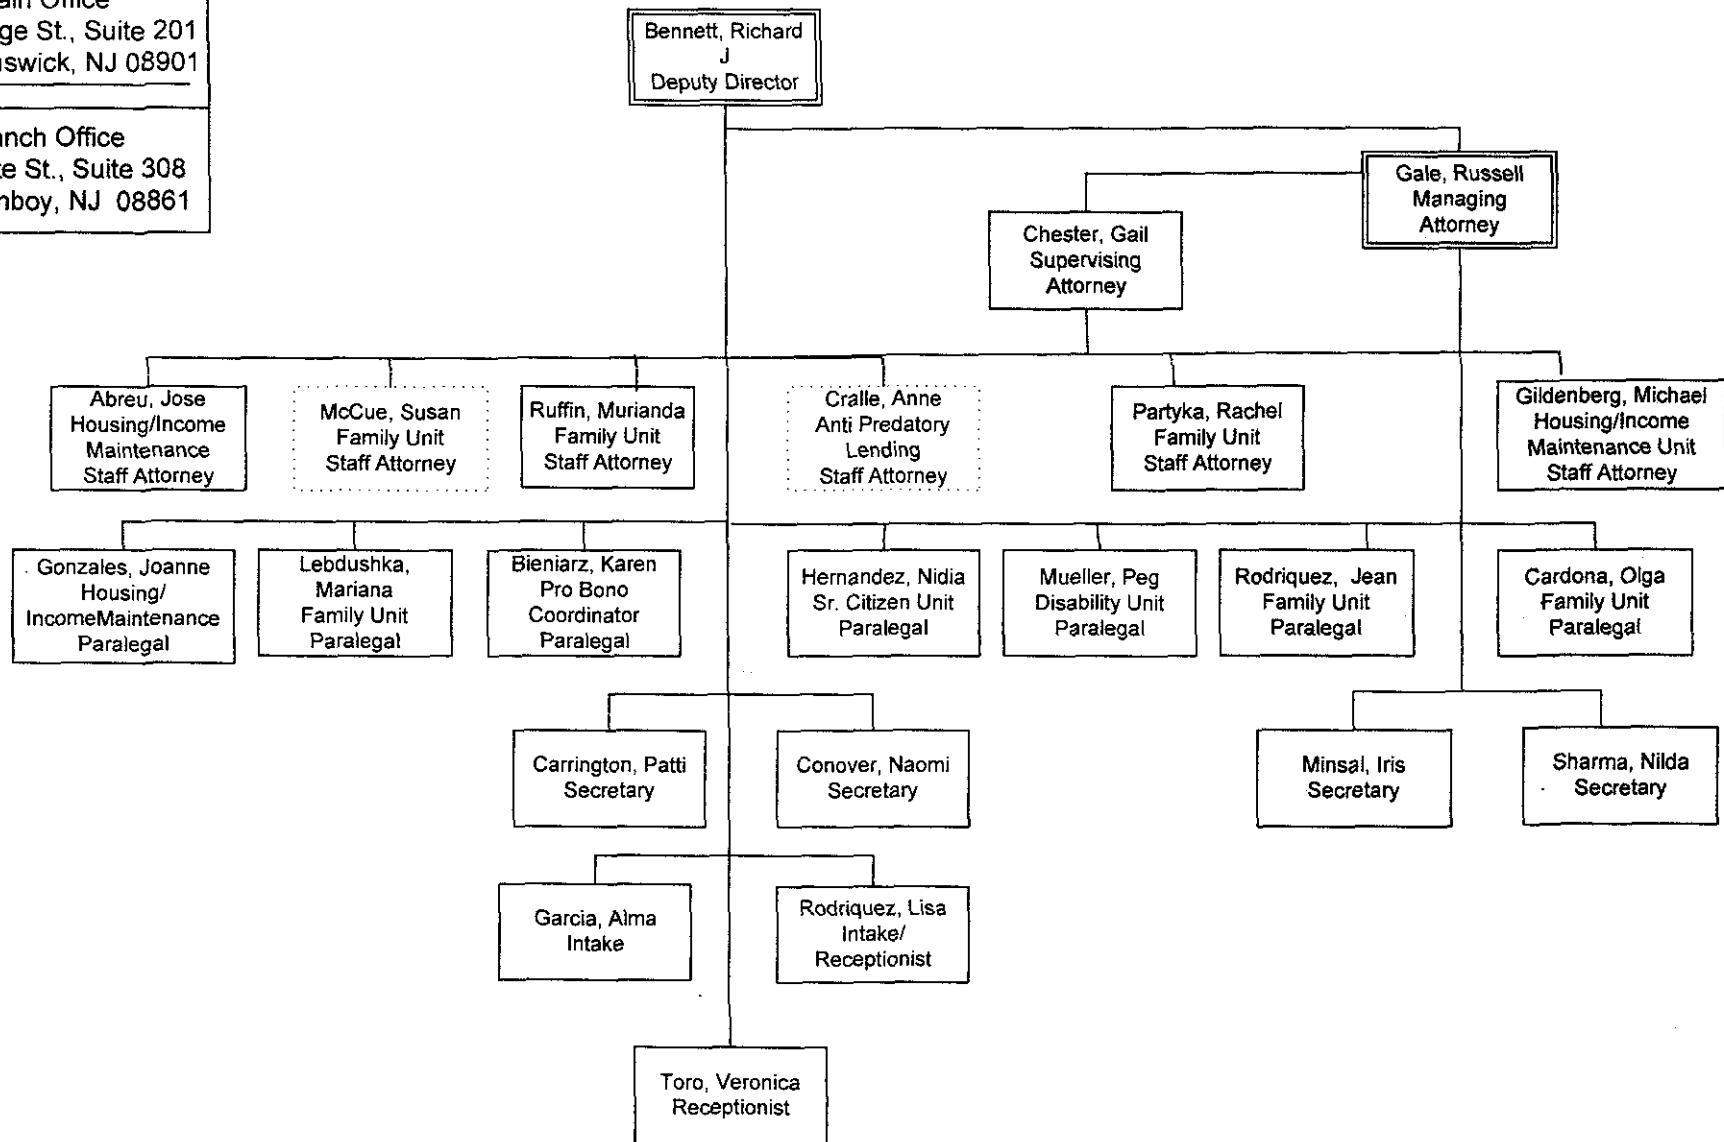 Office
St., Suite 201
NJ 08901
Office
St., Suite 308
NJ 08861
Bennett, Richard
J
Deputy Director
Gale, Russell
Managing
Attorney
Chester, Gail
Supervising
Attorney
Abreu, Jose
Housing/Income
Maintenance
Staff Attorney
McCue, Susan
Family Unit
Staff Attorney
Ruffin, Murianda
Family Unit
Staff Attorney
Cralle, Anne
Anti Predatory
Lending
Staff Attorney
Partyka, Rachel
Family Unit
Staff Attorney
Gildenberg, Michael
Housing/Income
Maintenance Unit
Staff Attorney
Gonzales, Joanne
Housing/
IncomeMaintenance
Paralegal
Lebdushka,
Mariana
Family Unit
Paralegal
Bieniarz, Karen
Pro Bono
Coordinator
Paralegal
Hernandez, Nidia
Sr. Citizen Unit
Paralegal
Mueller, Peg
Disability Unit
Paralegal
Rodriquez, Jean
Family Unit
Paralegal
Cardona, Olga
Family Unit
Paralegal
Carrington, Patti
Secretary
Conover, Naomi
Secretary
Minsal, Iris
Secretary
Sharma, Nilda
Secretary
Garcia, Alma
Intake
Rodriquez, Lisa
Intake/
Receptionist
Toro, Veronica
Receptionist